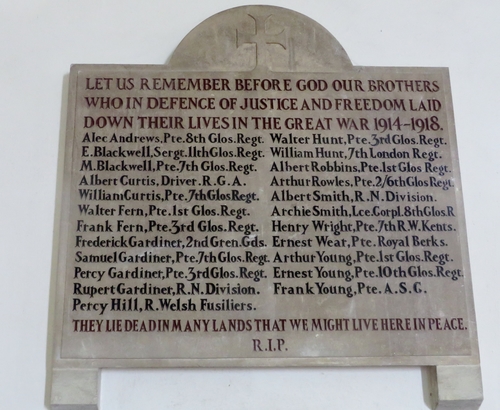 LET US REMEMBER BEFORE GOD OUR BROTHERS
WHO IN DEFENCE OF JUSTICE AND FREEDOM LAID
DOWN THEIR LIVES IN THE GREAT WAR 1914-1918.
Alec Andrews, Pte. 8th Glos. Regt.
E. Blackwell, Sergt. 11th Glos. Regt.
M. Blackwell, Pte. 7th Glos. Regt.
Albert Curtis, Driver. R.G.A.
William Curtis, Pte. 7th Glos Regt.
Walter Fern, Pte. 1st Glos. Regt.
Frank Fern, Pte. 3rd Glos. Regt.
Frederick Gardiner, 2nd Gren. Gds.
Samuel Gardiner, Pte. 7th Glos. Regt.
Percy Gardiner, Pte. 3rd Glos. Regt.
Rupert Gardiner, R.N. Division.
Percy Hill, R. Welsh Fusiliers.
Walter Hunt, Pte. 3rd Glos. Regt.
William Hunt, 7th London Regt.
Albert Robbins, Pte. 1st Glos Regt.
Arthur Rowles, Pte. 2/6th Glos Regt.
Albert Smith, R.N. Division.
Archie Smith, Lce. Corpl. 8th Glos. R
Henry Wright, Pte. 7th R.W. Kents.
Ernest Wear, Pte. Royal Berks.
Arthur Young, Pte. 1st Glos. Regt.
Ernest Young, Pte. 10th Glos. Regt.
Frank Young, Pte. A.S.C.
THEY LIE DEAD IN MANY LANDS THAT WE MIGHT LIVE HERE IN PEACE.
R.I.P.